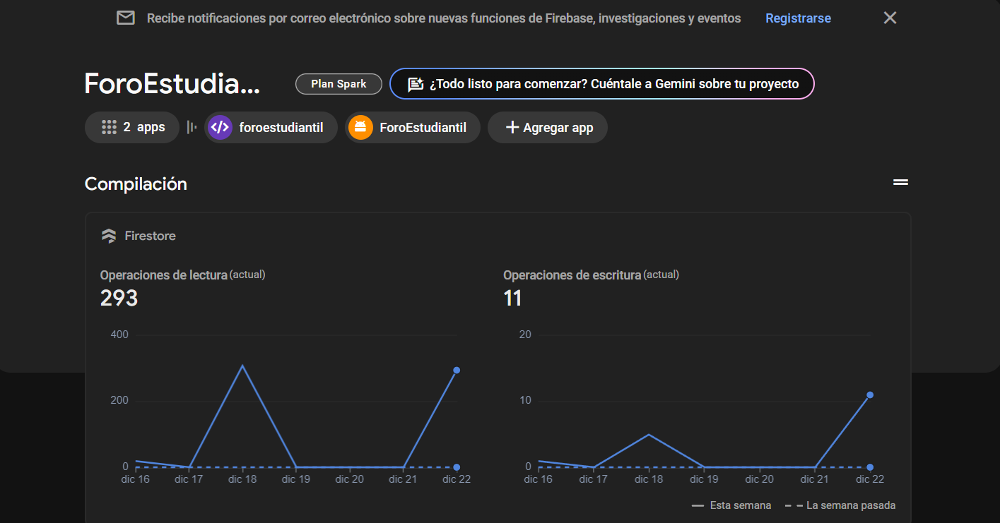 Recibe notificaciones por correo electrónico sobre nuevas funciones de Firebase, investigaciones y eventos Registrarse
ForoEstudia... Plan Spark ¿Todo listo para comenzar? Cuéntale a Gemini sobre tu proyecto
2 apps foroestudiantil ForoEstudiantil Agregar app
Compilación
Firestore
Operaciones de lectura (actual)
293
400
200
0
dic 16 dic 17 dic 18 dic 19 dic 20 dic 21 dic 22
Operaciones de escritura (actual)
11
20
10
0
dic 16 dic 17 dic 18 dic 19 dic 20 dic 21 dic 22
Esta semana La semana pasada